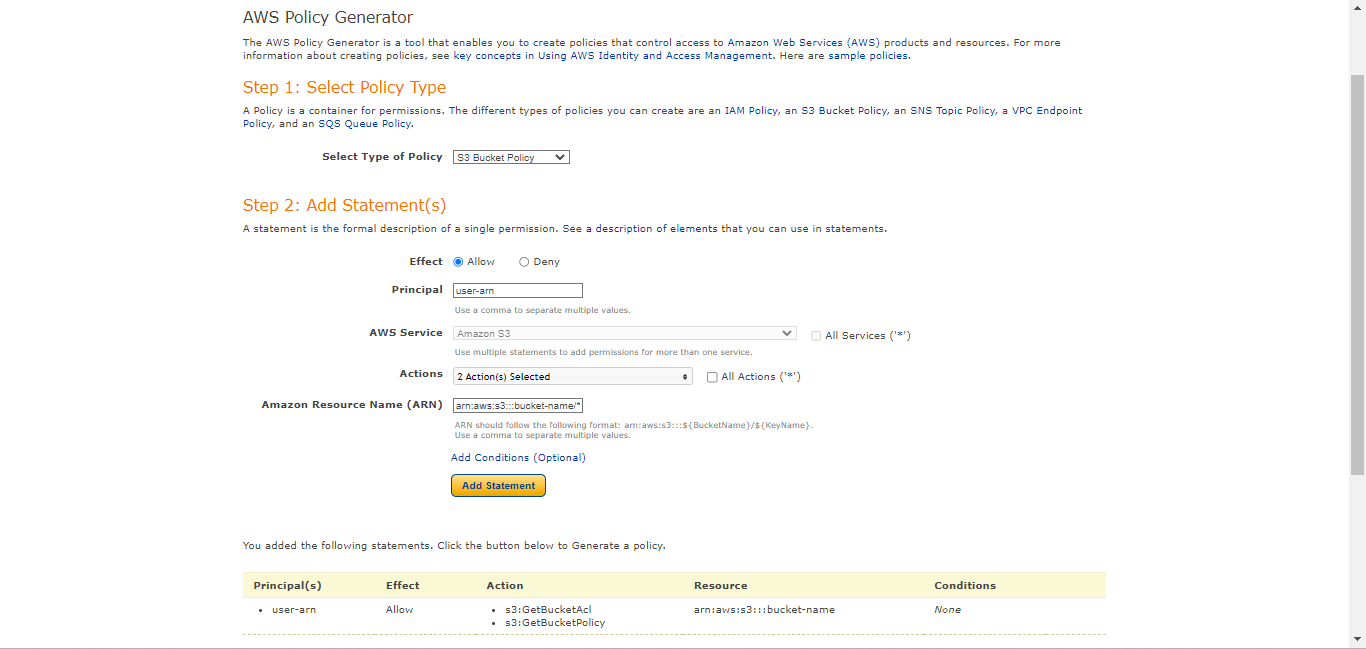 AWS Policy Generator
The AWS Policy Generator is a tool that enables you to create policies that control access to Amazon Web Services (AWS) products and resources. For more
information about creating policies, see key concepts in Using AWS Identity and Access Management. Here are sample policies.
Step 1: Select Policy Type
A Policy is a container for permissions. The different types of policies you can create are an IAM Policy, an S3 Bucket Policy, an SNS Topic Policy, a VPC Endpoint
Policy, and an SQS Queue Policy.
Select Type of Policy S3 Bucket Policy
Step 2: Add Statement(s)
A statement is the formal description of a single permission. See a description of elements that you can use in statements.
Effect Allow Deny
Principal user-arn
Use a comma to separate multiple values.
AWS Service Amazon S3 All Services ('*')
Use multiple statements to add permissions for more than one service.
Actions 2 Action(s) Selected All Actions ('*')
Amazon Resource Name (ARN) arn:aws:s3:::bucket-name/*
ARN should follow the following format: arn:aws:s3:::${BucketName}/${KeyName}.
Use a comma to separate multiple values.
Add Conditions (Optional)
Add Statement
You added the following statements. Click the button below to Generate a policy.
Principal(s) Effect Action Resource Conditions
• user-arn Allow • s3:GetBucketAcl arn:aws:s3:::bucket-name None
• s3:GetBucketPolicy